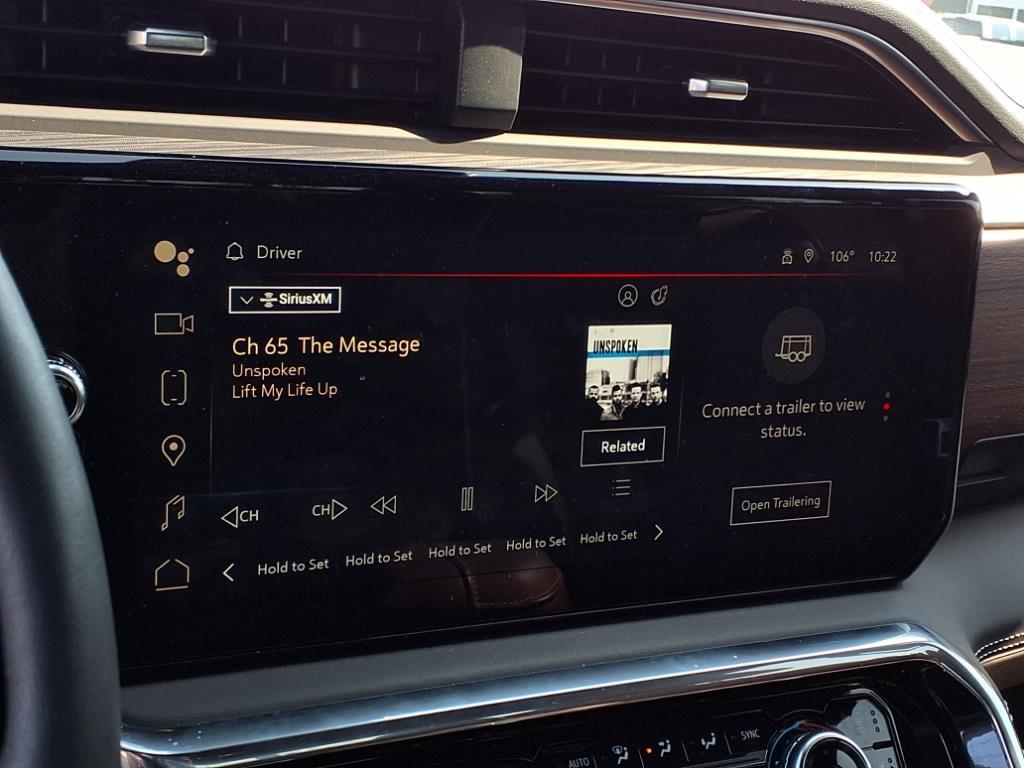 Driver
106° 10:22
SiriusXM
Ch 65 The Message
Unspoken
Lift My Life Up
UNSPOKEN
Related
Connect a trailer to view
status.
Open Trailering
CH
CH
Hold to Set
Hold to Set
Hold to Set
Hold to Set
Hold to Set
AUTO
SYNC